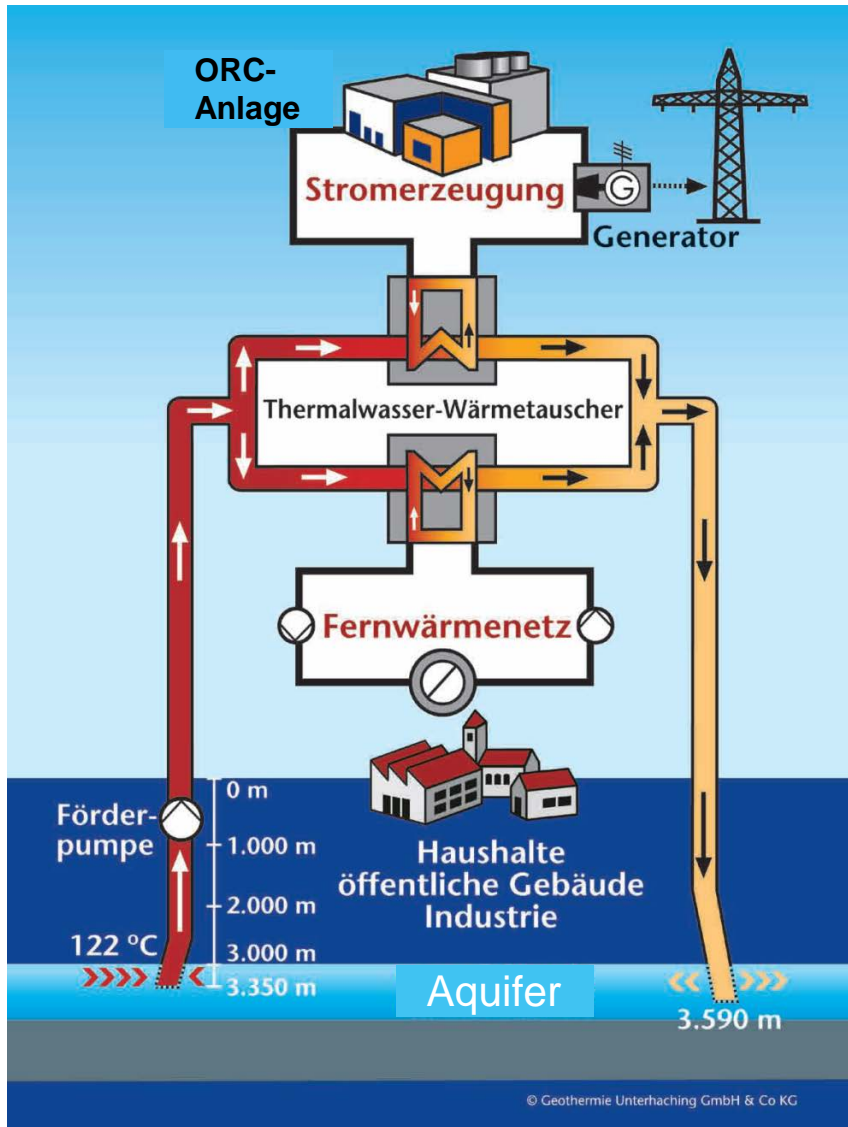 ORC-
Anlage
Stromerzeugung
G
Generator
Thermalwasser-Wärmetauscher
Fernwärmenetz
0 m
Förder-
pumpe
1.000 m
Haushalte
öffentliche Gebäude
Industrie
2.000 m
122 °C
3.000 m
3.350 m
Aquifer
3.590 m
© Geothermie Unterhaching GmbH & Co KG